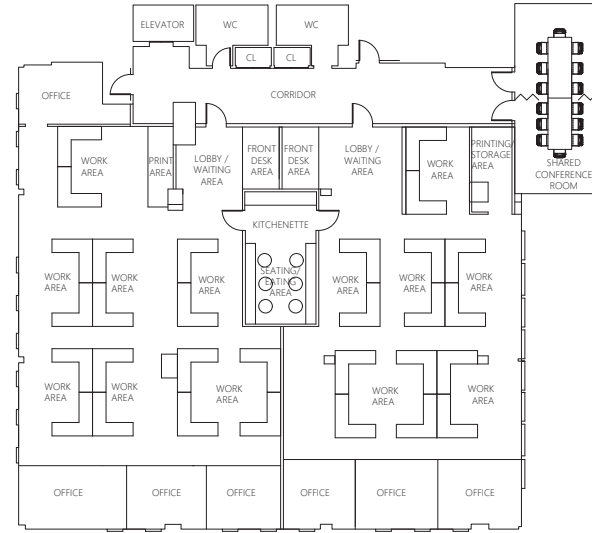 ELEVATOR
WC
WC
CL
CL
OFFICE
CORRIDOR
WORK
AREA
PRINT
AREA
LOBBY /
WAITING
AREA
FRONT
DESK
AREA
FRONT
DESK
AREA
LOBBY /
WAITING
AREA
WORK
AREA
PRINTING/
STORAGE
AREA
SHARED
CONFERENCE
ROOM
KITCHENETTE
SEATING/
EATING
AREA
WORK
AREA
WORK
AREA
WORK
AREA
WORK
AREA
WORK
AREA
WORK
AREA
WORK
AREA
WORK
AREA
WORK
AREA
WORK
AREA
WORK
AREA
OFFICE
OFFICE
OFFICE
OFFICE
OFFICE
OFFICE